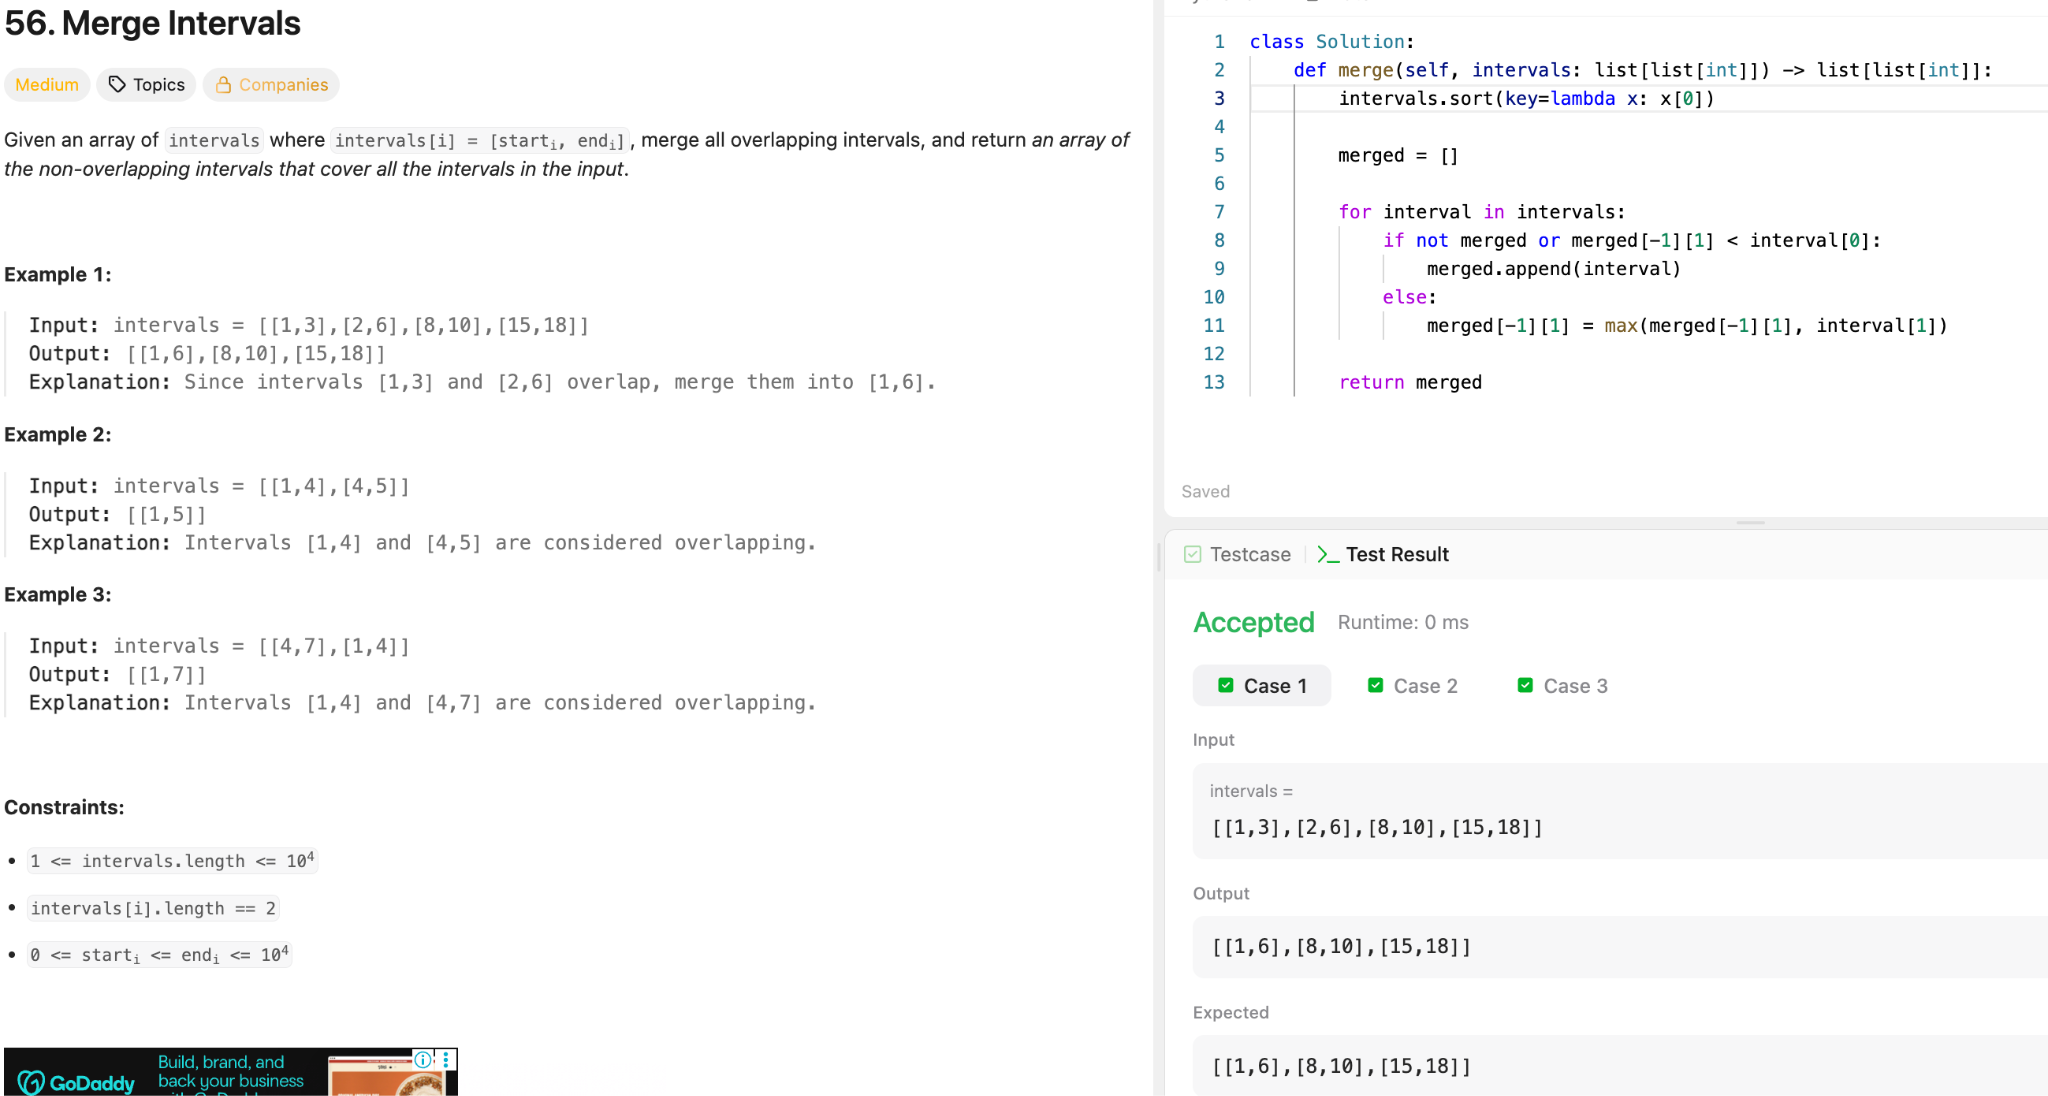 56. Merge Intervals
Medium
Topics
Companies
Given an array of intervals where intervals[i] = [starti, endi], merge all overlapping intervals, and return an array of
the non-overlapping intervals that cover all the intervals in the input.
Example 1:
Input: intervals = [[1,3],[2,6],[8,10],[15,18]]
Output: [[1,6],[8,10],[15,18]]
Explanation: Since intervals [1,3] and [2,6] overlap, merge them into [1,6].
Example 2:
Input: intervals = [[1,4],[4,5]]
Output: [[1,5]]
Explanation: Intervals [1,4] and [4,5] are considered overlapping.
Example 3:
Input: intervals = [[4,7],[1,4]]
Output: [[1,7]]
Explanation: Intervals [1,4] and [4,7] are considered overlapping.
Constraints:
• 1 <= intervals.length <= 10⁴
• intervals[i].length == 2
• 0 <= starti <= endi <= 10⁴
GoDaddy
Build, brand, and
back your business
1 class Solution:
2     def merge(self, intervals: list[list[int]]) -> list[list[int]]:
3         intervals.sort(key=lambda x: x[0])
4
5         merged = []
6
7         for interval in intervals:
8             if not merged or merged[-1][1] < interval[0]:
9                 merged.append(interval)
10             else:
11                 merged[-1][1] = max(merged[-1][1], interval[1])
12
13         return merged
Saved
Testcase
>_ Test Result
Accepted
Runtime: 0 ms
Case 1
Case 2
Case 3
Input
intervals =
[[1,3],[2,6],[8,10],[15,18]]
Output
[[1,6],[8,10],[15,18]]
Expected
[[1,6],[8,10],[15,18]]